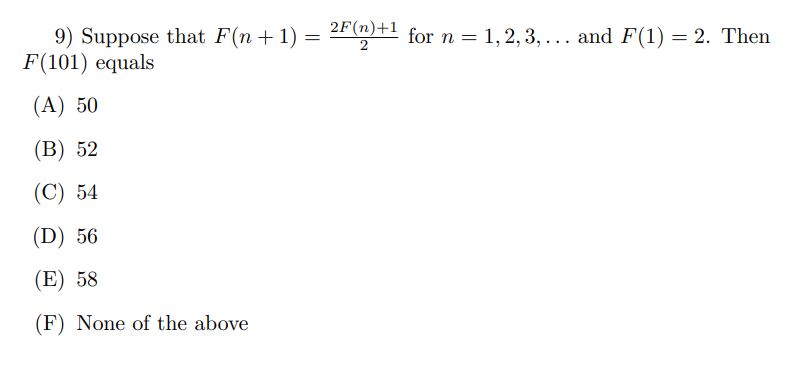 9) Suppose that F(n + 1) = \frac{2F(n)+1}{2} for n = 1, 2, 3, . . . and F(1) = 2. Then
F(101) equals
(A) 50
(B) 52
(C) 54
(D) 56
(E) 58
(F) None of the above